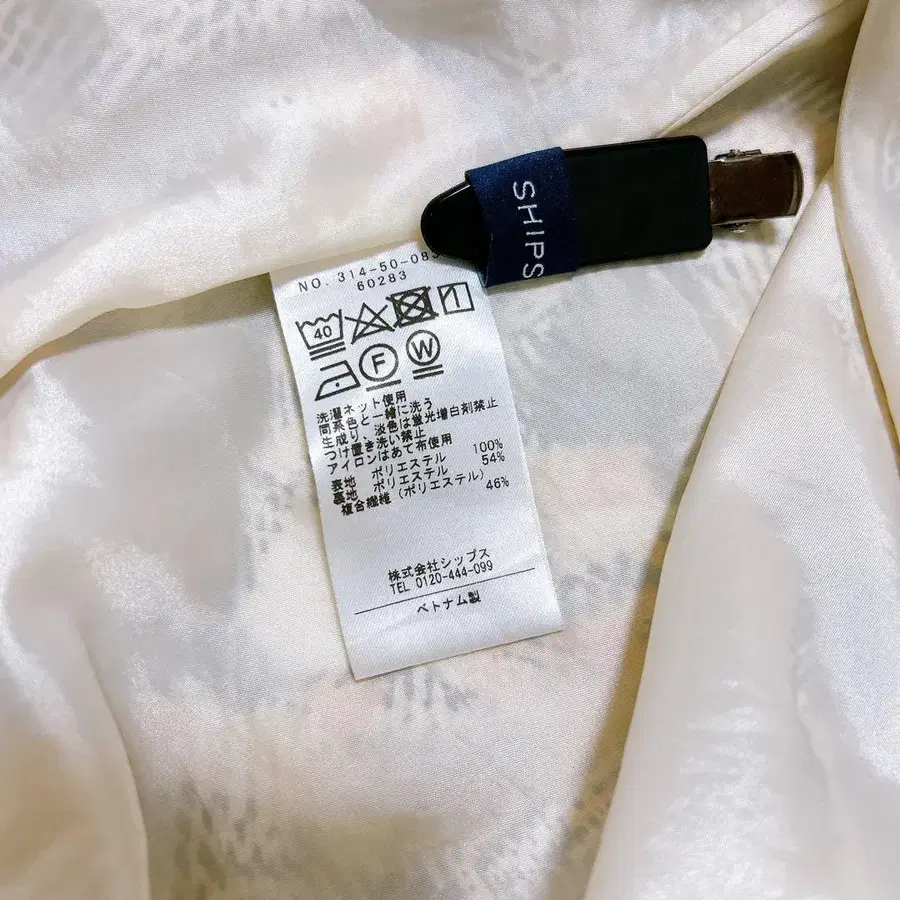 SHIPS
NO. 314-50-083
60283
40
F W
洗濯ネット使用
同系色と一緒に洗う
生成り、淡色は蛍光増白剤禁止
つけ置き洗い禁止
アイロンはあて布使用
表地 ポリエステル 100%
裏地 ポリエステル 54%
複合繊維(ポリエステル) 46%
株式会社シップス
TEL 0120-444-099
ベトナム製